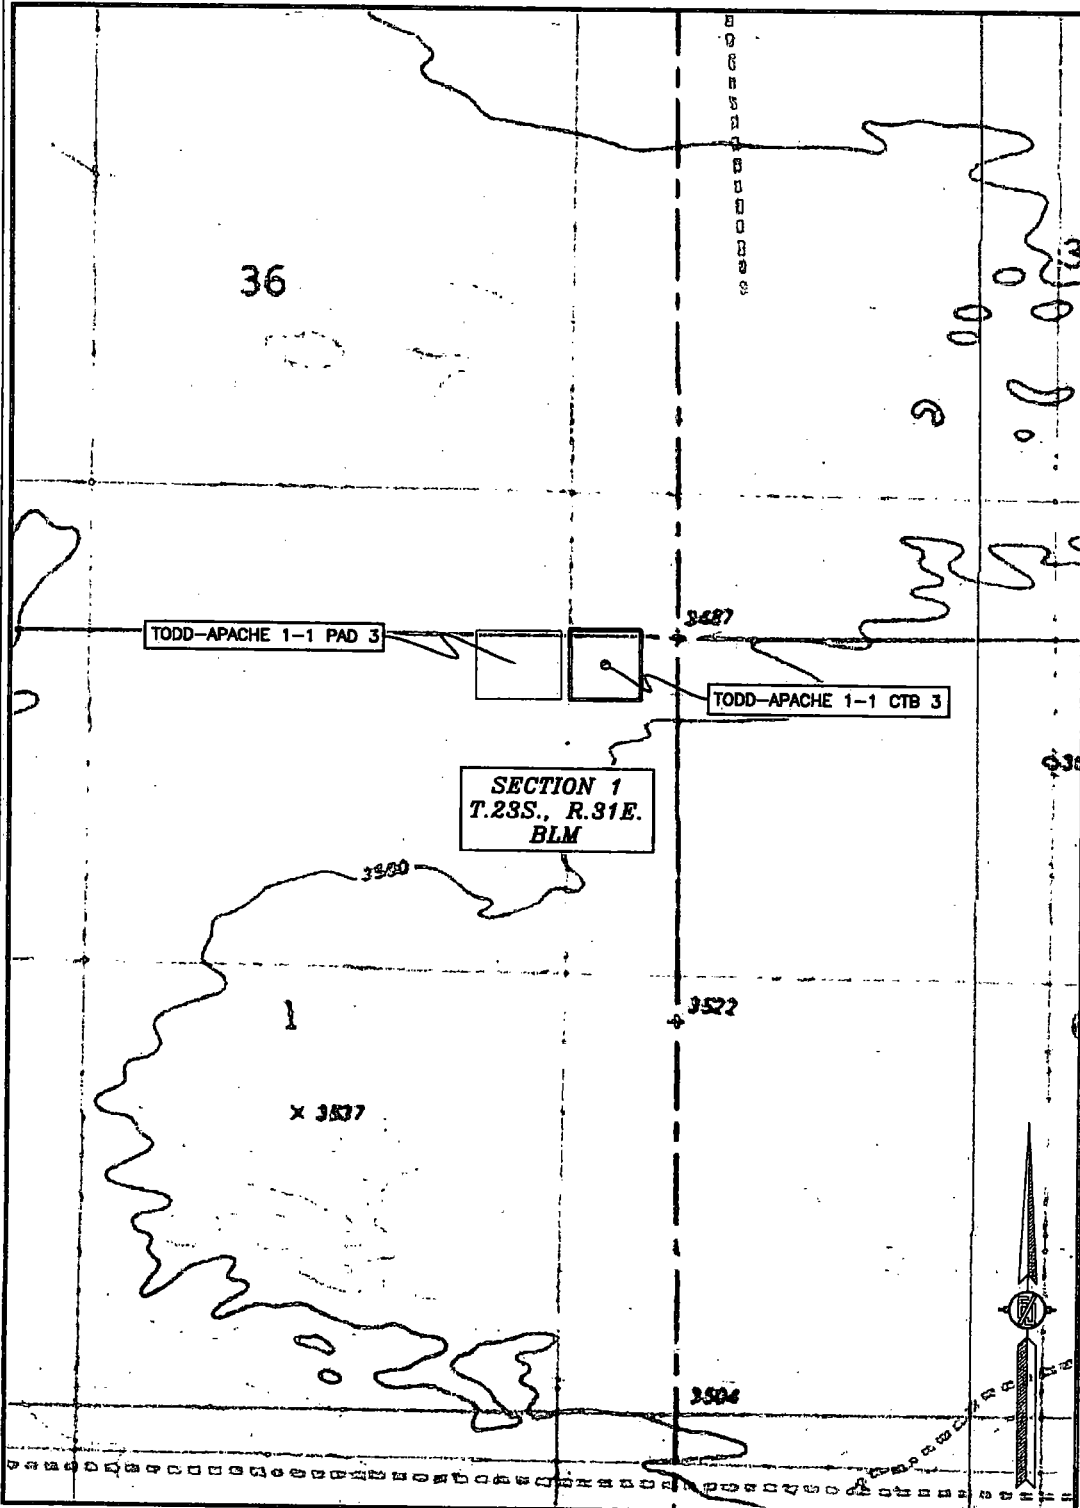 36
3487
TODD-APACHE 1-1 PAD 3
TODD-APACHE 1-1 CTB 3
SECTION 1
T.23S., R.31E.
BLM
3500
1
3522
× 3537
3504